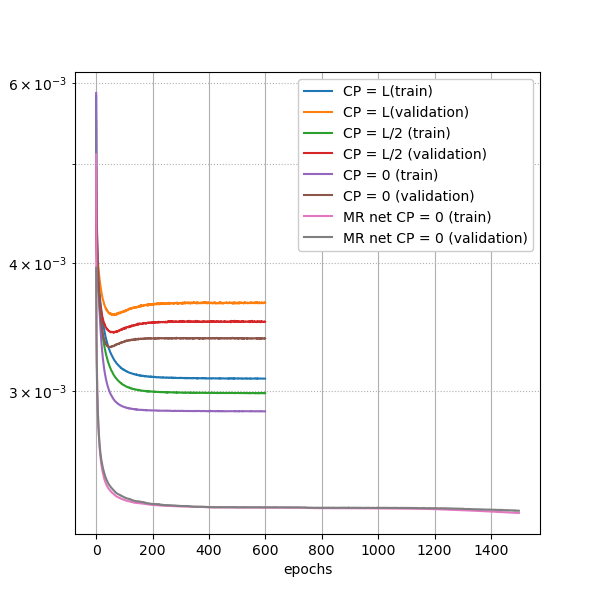 6 × 10⁻³
4 × 10⁻³
3 × 10⁻³
CP = L(train)
CP = L(validation)
CP = L/2 (train)
CP = L/2 (validation)
CP = 0 (train)
CP = 0 (validation)
MR net CP = 0 (train)
MR net CP = 0 (validation)
0 200 400 600 800 1000 1200 1400
epochs